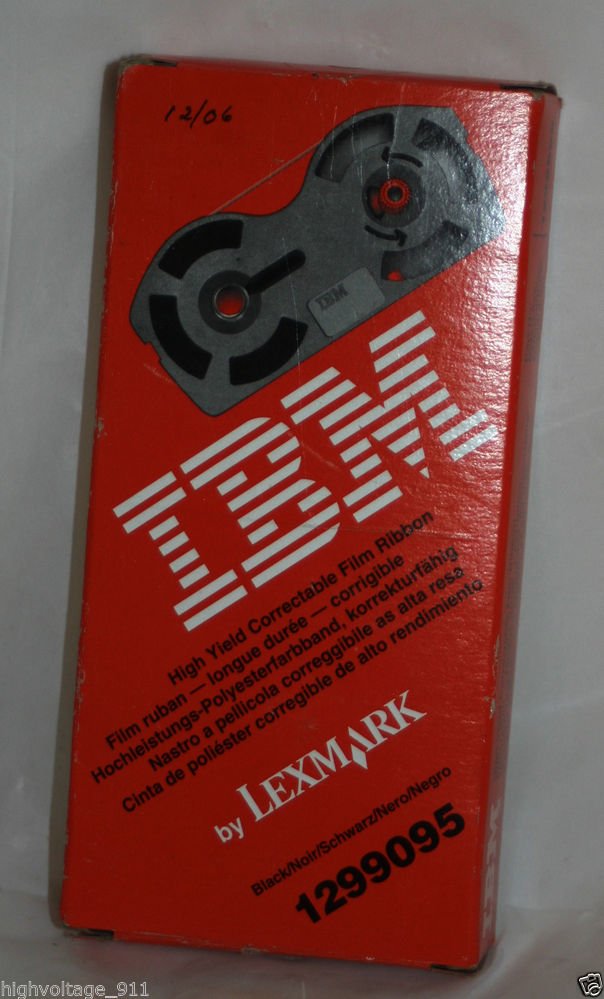 12/06
IBM
IBM
High Yield Correctable Film Ribbon
Film ruban — longue durée — corrigible
Hochleistungs-Polyesterfarbband, korrekturfähig
Nastro a pellicola correggibile as alta resa
Cinta de poliéster corregible de alto rendimiento
by LEXMARK
Black/Noir/Schwarz/Nero/Negro
1299095
IBM
highvoltage_911